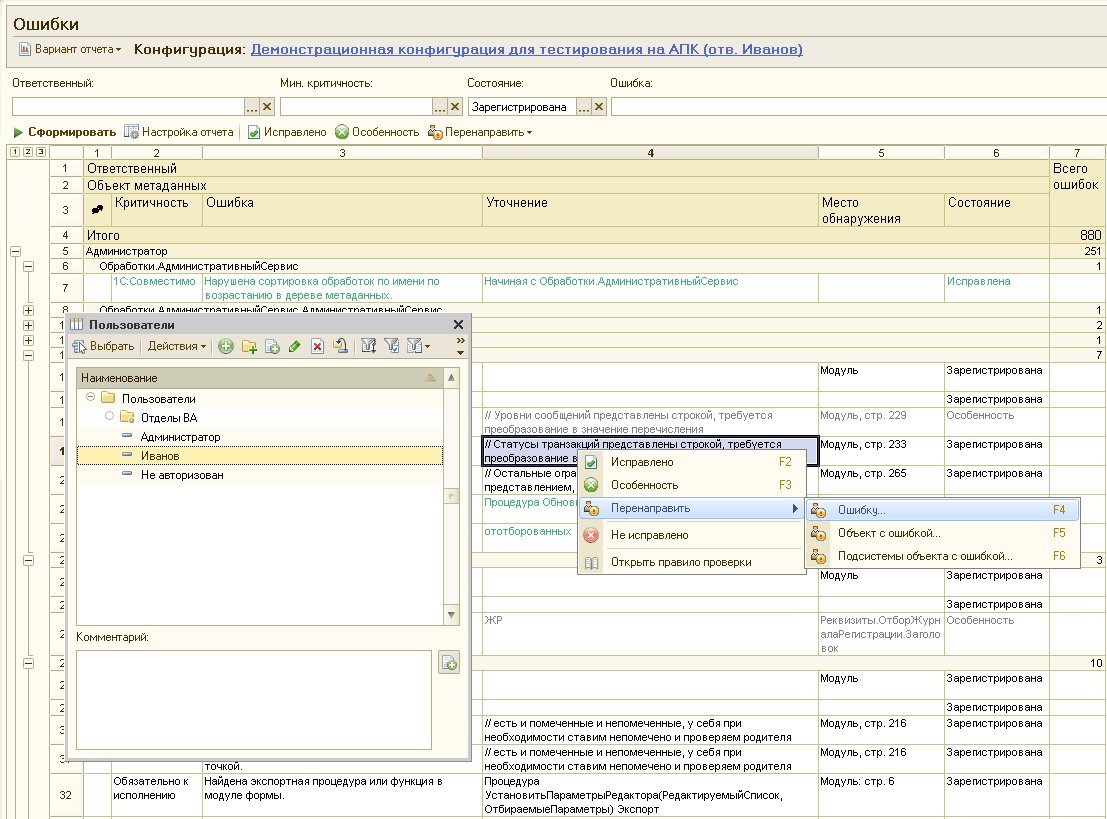 Ошибки
Вариант отчета Конфигурация: Демонстрационная конфигурация для тестирования на АПК (отв. Иванов)
Ответственный: Мин. критичность: Состояние: Ошибка:
... × ... × Зарегистрирована ... ×
Сформировать Настройка отчета Исправлено Особенность Перенаправить
1 2 3 1 2 3 4 5 6 7
1 Ответственный Всего
2 Объект метаданных ошибок
3 Критичность Ошибка Уточнение Место Состояние
обнаружения
4 Итого 880
5 Администратор 251
6 Обработки.АдминистративныйСервис 1
7 1С:Совместимо Нарушена сортировка обработок по имени по Начиная с Обработки.АдминистративныйСервис Исправлена
возрастанию в дереве метаданных.
8 Обработки.АдминистративныйСервис.АдминистративныйСервис 1
2
1
7
Пользователи
Выбрать Действия
Наименование
Пользователи
Отделы ВА
Администратор
Иванов
Не авторизован
Комментарий:
Модуль Зарегистрирована
Зарегистрирована
// Уровни сообщений представлены строкой, требуется Модуль, стр. 229 Особенность
преобразование в значение перечисления
// Статусы транзакций представлены строкой, требуется Модуль, стр. 233 Зарегистрирована
преобразование в
// Остальные огра Модуль, стр. 265 Зарегистрирована
представлением,
Процедура Обнов
ототборованных
Исправлено F2
Особенность F3
Перенаправить
Не исправлено
Открыть правило проверки
Ошибку... F4
Объект с ошибкой... F5
Подсистемы объекта с ошибкой... F6
3
Модуль Зарегистрирована
Зарегистрирована
ЖР Реквизиты.ОтборЖурн Особенность
алаРегистрации.Заголо
вок
10
Модуль Зарегистрирована
Зарегистрирована
// есть и помеченные и непомеченные, у себя при Модуль, стр. 216 Зарегистрирована
необходимости ставим непомечено и проверяем родителя
// есть и помеченные и непомеченные, у себя при Модуль, стр. 216 Зарегистрирована
точкой. необходимости ставим непомечено и проверяем родителя
32 Обязательно к Найдена экспортная процедура или функция в Процедура Модуль: стр. 6 Зарегистрирована
исполнению модуле формы. УстановитьПараметрыРедактора(РедактируемыйСписок,
ОтбираемыеПараметры) Экспорт